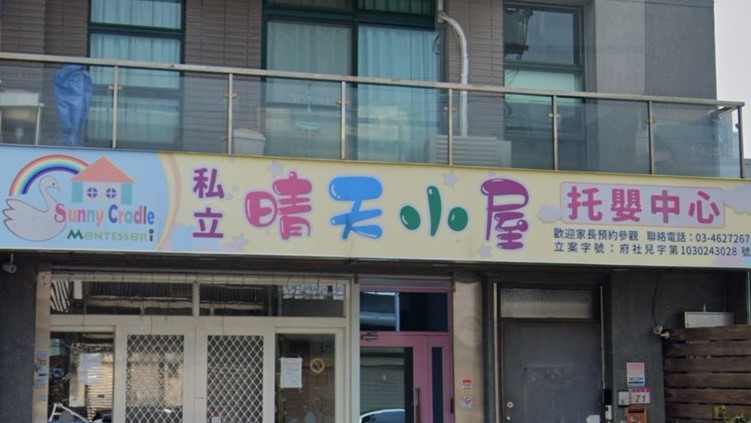 Sunny Cradle
MONTESSORI
私立
晴天小屋
托嬰中心
歡迎家長預約參觀 聯絡電話：03-4627267
立案字號：府社兒字第1030243028 號
71